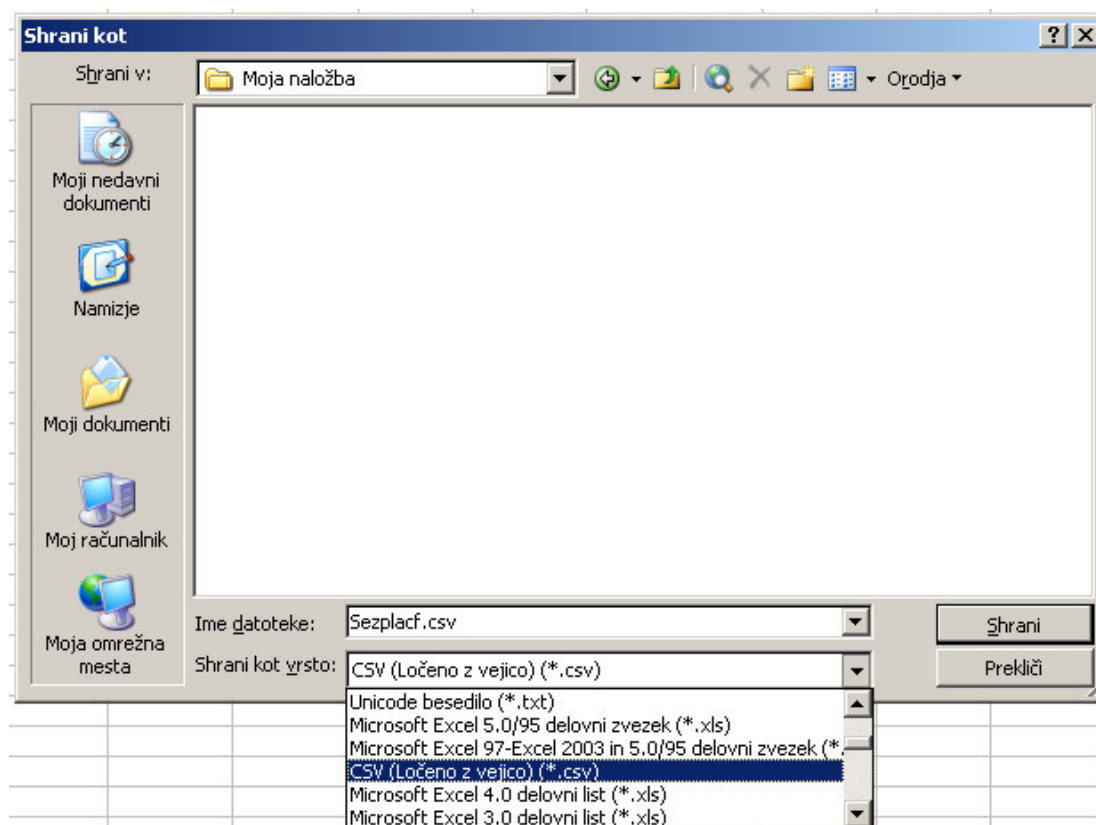 Shrani kot
Shrani v:
Moja naložba
Orodja
Moji nedavni
dokumenti
Namizje
Moji dokumenti
Moj računalnik
Moja omrežna
mesta
Ime datoteke:
Sezplacf.csv
Shrani
Shrani kot vrsto:
CSV (Ločeno z vejico) (*.csv)
Prekliči
Unicode besedilo (*.txt)
Microsoft Excel 5.0/95 delovni zvezek (*.xls)
Microsoft Excel 97-Excel 2003 in 5.0/95 delovni zvezek (*.
CSV (Ločeno z vejico) (*.csv)
Microsoft Excel 4.0 delovni list (*.xls)
Microsoft Excel 3.0 delovni list (*.xls)